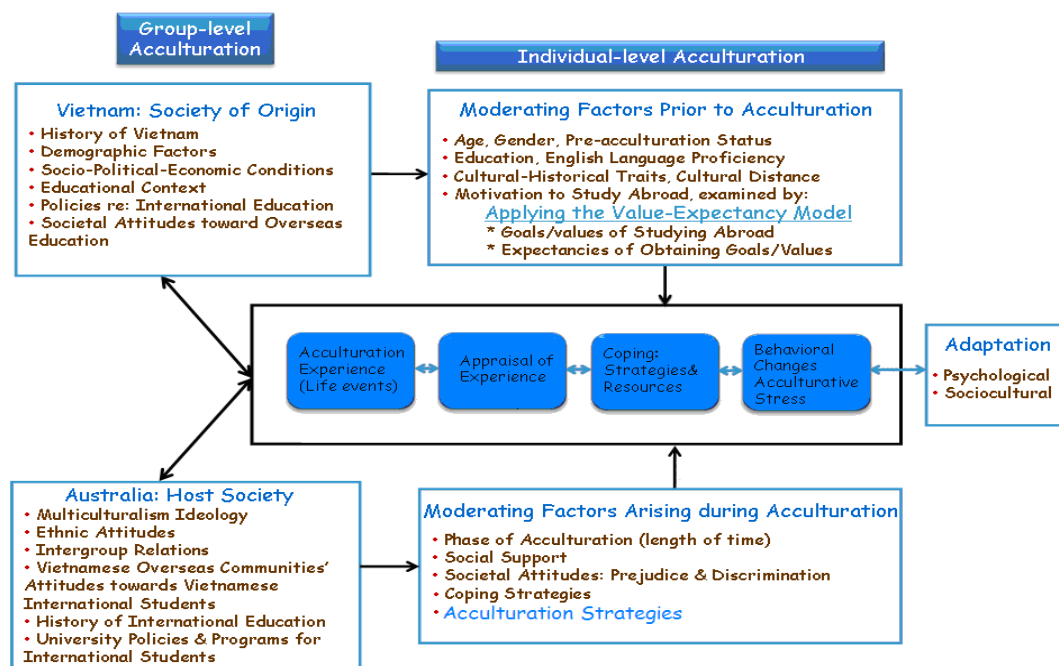 Group-level
Acculturation
Individual-level Acculturation
Vietnam: Society of Origin
• History of Vietnam
• Demographic Factors
• Socio-Political-Economic Conditions
• Educational Context
• Policies re: International Education
• Societal Attitudes toward Overseas
Education
Moderating Factors Prior to Acculturation
• Age, Gender, Pre-acculturation Status
• Education, English Language Proficiency
• Cultural-Historical Traits, Cultural Distance
• Motivation to Study Abroad, examined by:
Applying the Value-Expectancy Model
* Goals/values of Studying Abroad
* Expectancies of Obtaining Goals/Values
Acculturation
Experience
(Life events)
Appraisal of
Experience
Coping:
Strategies&
Resources
Behavioral
Changes
Acculturative
Stress
Adaptation
• Psychological
• Sociocultural
Australia: Host Society
• Multiculturalism Ideology
• Ethnic Attitudes
• Intergroup Relations
• Vietnamese Overseas Communities’
Attitudes towards Vietnamese
International Students
• History of International Education
• University Policies & Programs for
International Students
Moderating Factors Arising during Acculturation
• Phase of Acculturation (length of time)
• Social Support
• Societal Attitudes: Prejudice & Discrimination
• Coping Strategies
• Acculturation Strategies